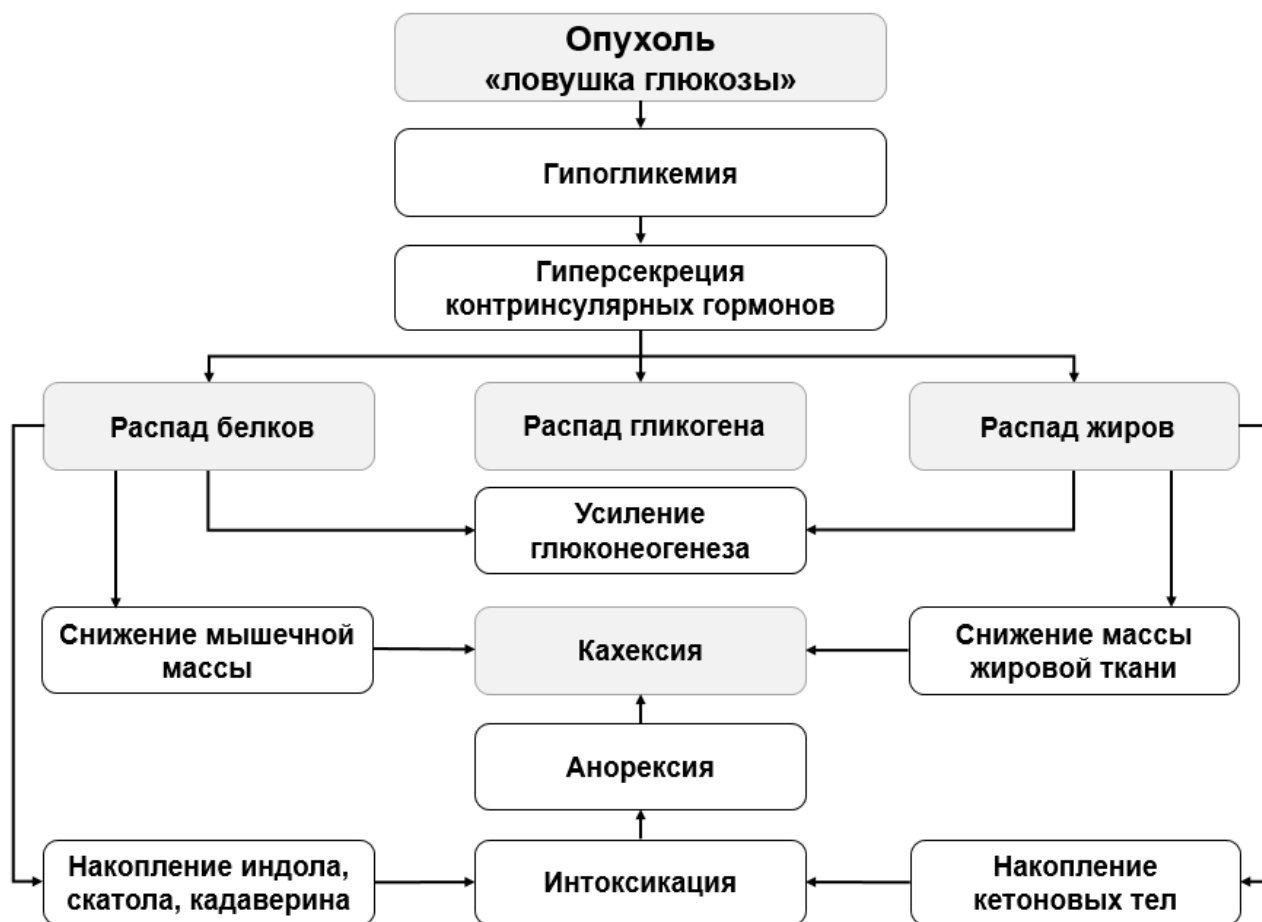 Опухоль
«ловушка глюкозы»
Гипогликемия
Гиперсекреция
контринсулярных гормонов
Распад белков
Распад гликогена
Распад жиров
Усиление
глюконеогенеза
Снижение мышечной
массы
Кахексия
Снижение массы
жировой ткани
Анорексия
Накопление индола,
скатола, кадаверина
Интоксикация
Накопление
кетоновых тел